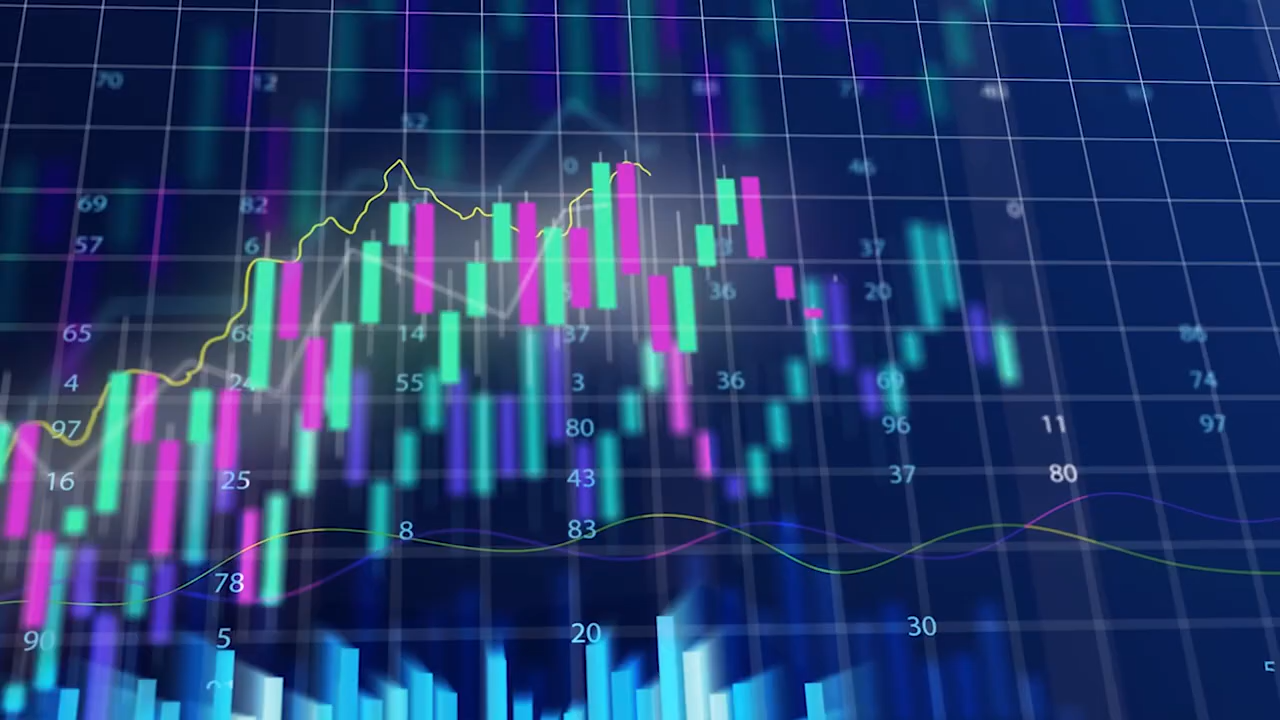 70 12
52 46
69 82
57 6 37
36 20
65 68 14 37 86
4 24 55 3 36 69 74
97 80 96 11 97
16 25 43 37 80
8 83
78
90 5 20 30